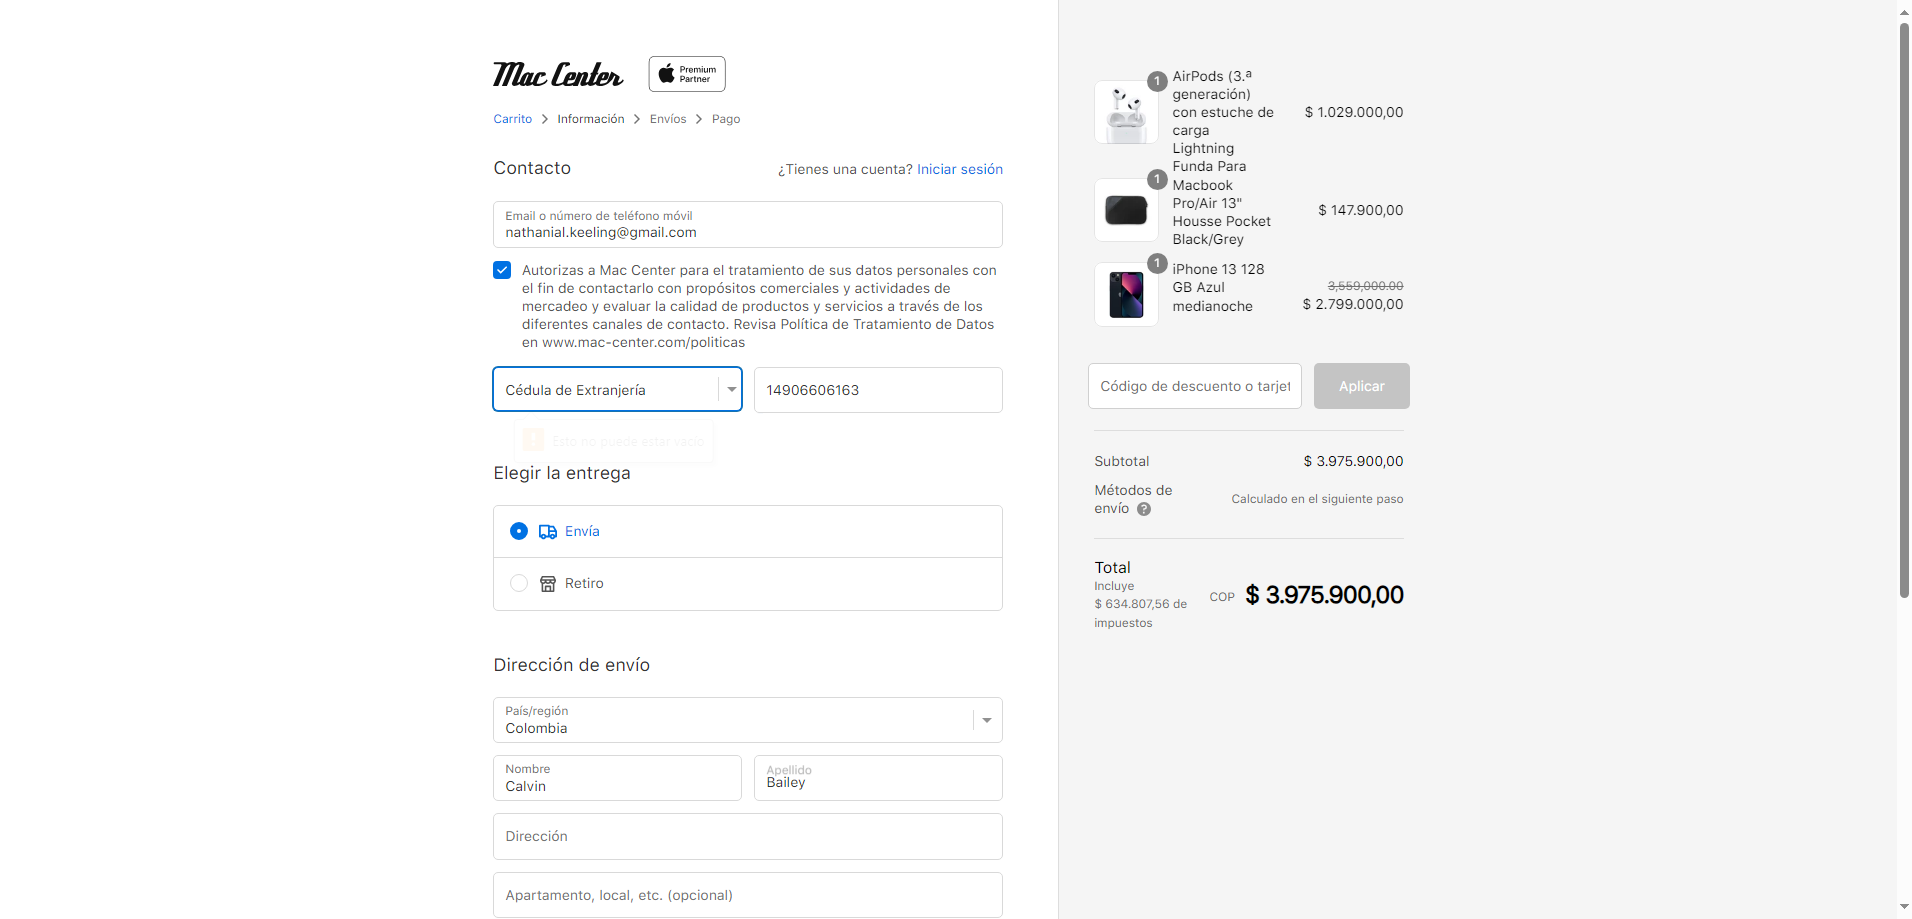 Mac Center
Premium
Partner
Carrito
Información
Envíos
Pago
Contacto
¿Tienes una cuenta? Iniciar sesión
Email o número de teléfono móvil
nathanial.keeling@gmail.com
Autorizas a Mac Center para el tratamiento de sus datos personales con
el fin de contactarlo con propósitos comerciales y actividades de
mercadeo y evaluar la calidad de productos y servicios a través de los
diferentes canales de contacto. Revisa Política de Tratamiento de Datos
en www.mac-center.com/politicas
Cédula de Extranjería
14906606163
Esto no puede estar vacío
Elegir la entrega
Envía
Retiro
Dirección de envío
País/región
Colombia
Nombre
Calvin
Apellido
Bailey
Dirección
Apartamento, local, etc. (opcional)
1
AirPods (3.ª
generación)
con estuche de
carga
Lightning
$ 1.029.000,00
1
Funda Para
Macbook
Pro/Air 13"
Housse Pocket
Black/Grey
$ 147.900,00
1
iPhone 13 128
GB Azul
medianoche
3,559,000.00
$ 2.799.000,00
Código de descuento o tarjet
Aplicar
Subtotal
$ 3.975.900,00
Métodos de
envío ?
Calculado en el siguiente paso
Total
Incluye
$ 634.807,56 de
impuestos
COP $ 3.975.900,00